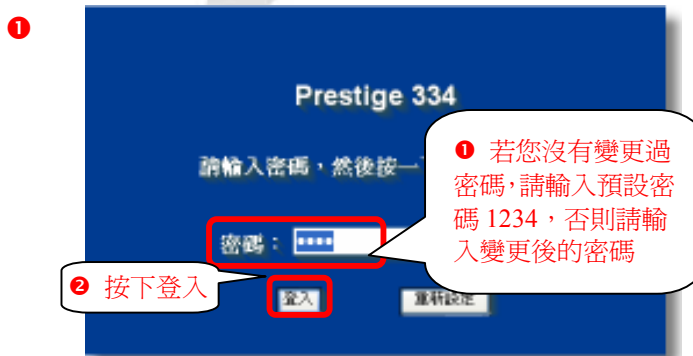 ❶
Prestige 334
請輸入密碼，然後按一
❶ 若您沒有變更過
密碼，請輸入預設密
碼 1234，否則請輸
入變更後的密碼
密碼： ••••
❷ 按下登入
登入 重新設定